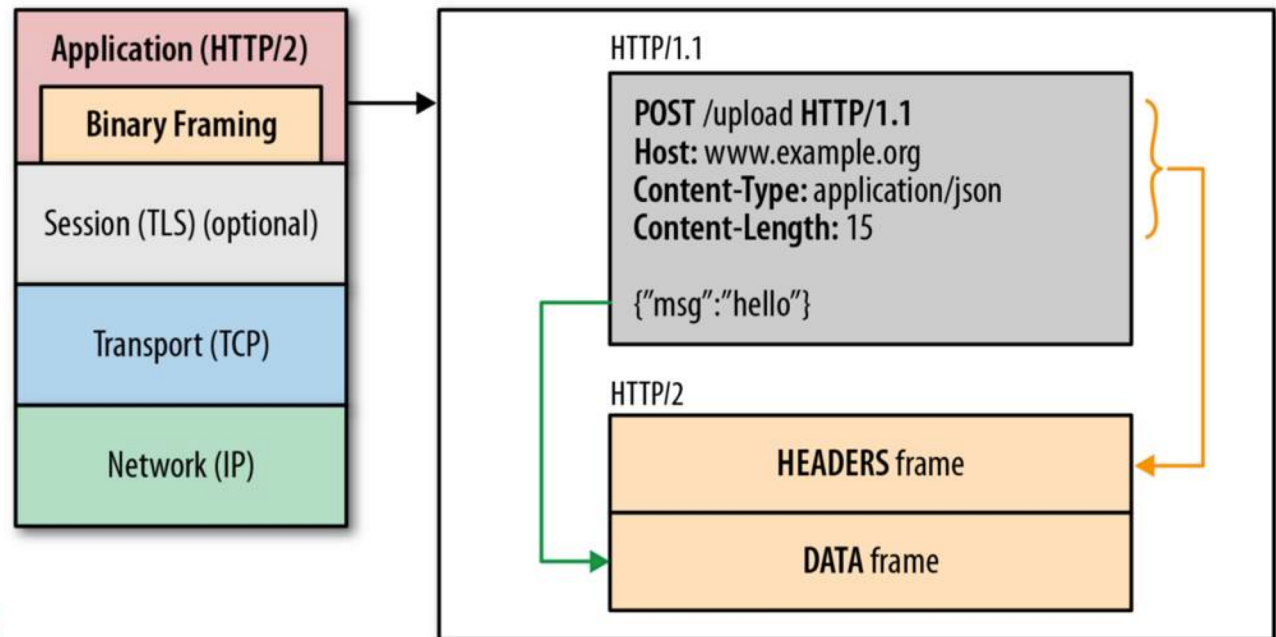 Application (HTTP/2)
Binary Framing
Session (TLS) (optional)
Transport (TCP)
Network (IP)
HTTP/1.1
POST /upload HTTP/1.1
Host: www.example.org
Content-Type: application/json
Content-Length: 15
{”msg”:”hello”}
HTTP/2
HEADERS frame
DATA frame